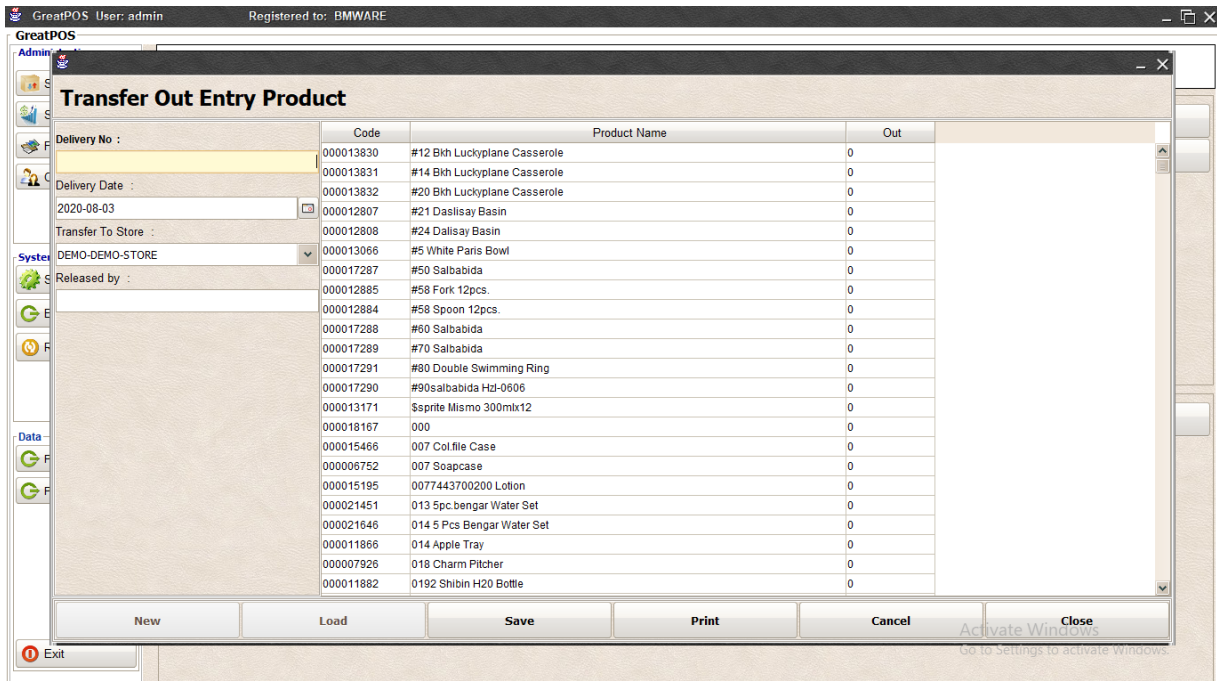 GreatPOS User: admin Registered to: BMWARE
GreatPOS
Transfer Out Entry Product
Delivery No :
Delivery Date :
2020-08-03
Transfer To Store :
DEMO-DEMO-STORE
Released by :
Code Product Name Out
000013830 #12 Bkh Luckyplane Casserole 0
000013831 #14 Bkh Luckyplane Casserole 0
000013832 #20 Bkh Luckyplane Casserole 0
000012807 #21 Daslisay Basin 0
000012808 #24 Dalisay Basin 0
000013066 #5 White Paris Bowl 0
000017287 #50 Salbabida 0
000012885 #58 Fork 12pcs. 0
000012884 #58 Spoon 12pcs. 0
000017288 #60 Salbabida 0
000017289 #70 Salbabida 0
000017291 #80 Double Swimming Ring 0
000017290 #90salbabida Hzl-0606 0
000013171 $sprite Mismo 300mlx12 0
000018167 000 0
000015466 007 Col.file Case 0
000006752 007 Soapcase 0
000015195 0077443700200 Lotion 0
000021451 013 5pc.bengar Water Set 0
000021646 014 5 Pcs Bengar Water Set 0
000011866 014 Apple Tray 0
000007926 018 Charm Pitcher 0
000011882 0192 Shibin H20 Bottle 0
New Load Save Print Cancel Close
Data
Exit
Activate Windows
Go to Settings to activate Windows.